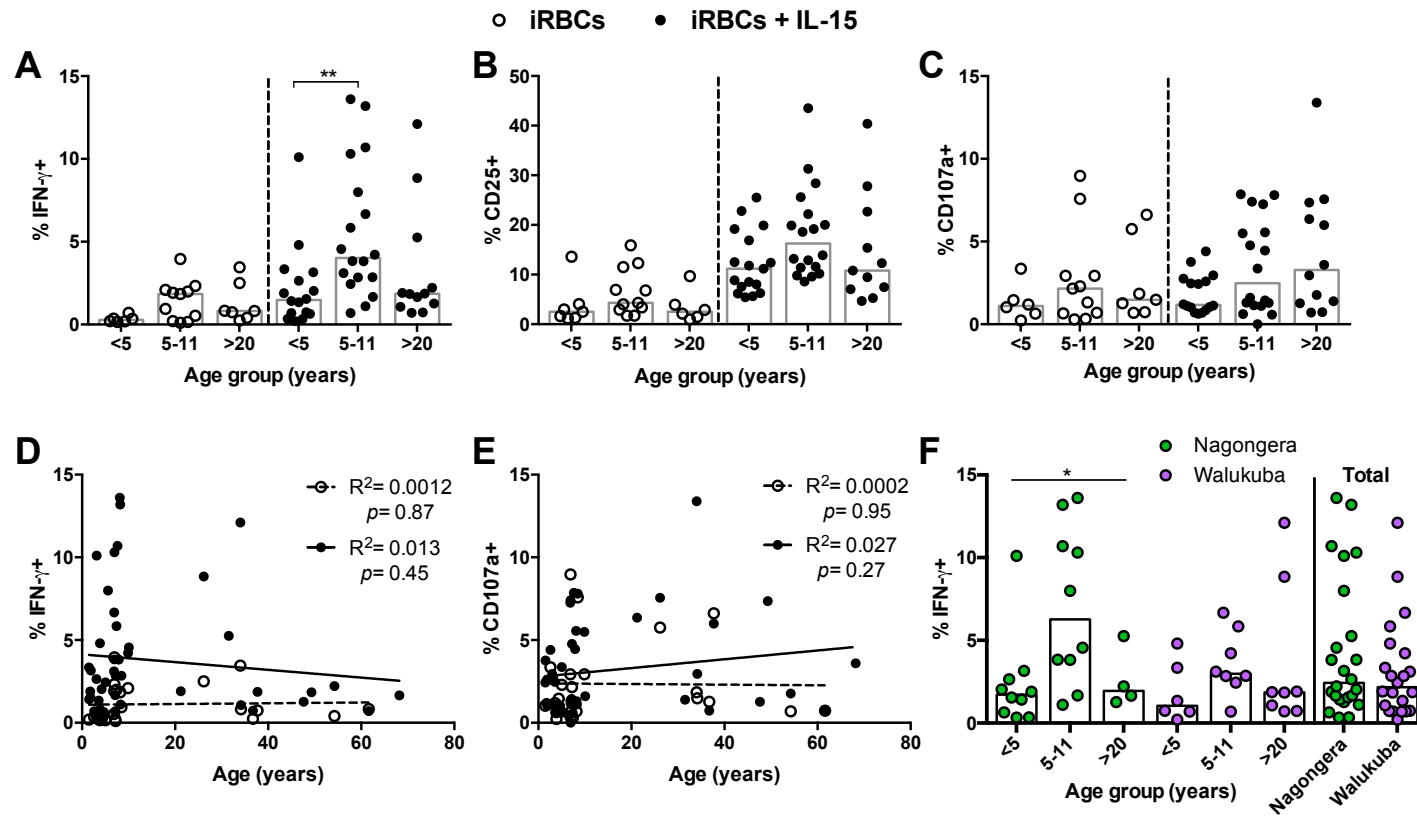 iRBCs iRBCs + IL-15
A
15
10
5
0
% IFN-γ+
**
<5 5-11 >20 <5 5-11 >20
Age group (years)
B
50
40
30
20
10
0
% CD25+
<5 5-11 >20 <5 5-11 >20
Age group (years)
C
15
10
5
0
% CD107a+
<5 5-11 >20 <5 5-11 >20
Age group (years)
D
15
10
5
0
% IFN-γ+
R²= 0.0012
p= 0.87
R²= 0.013
p= 0.45
0 20 40 60 80
Age (years)
E
15
10
5
0
% CD107a+
R²= 0.0002
p= 0.95
R²= 0.027
p= 0.27
0 20 40 60 80
Age (years)
F
Nagongera
Walukuba
Total
15
10
5
0
% IFN-γ+
*
<5 5-11 >20 <5 5-11 >20 Nagongera Walukuba
Age group (years)